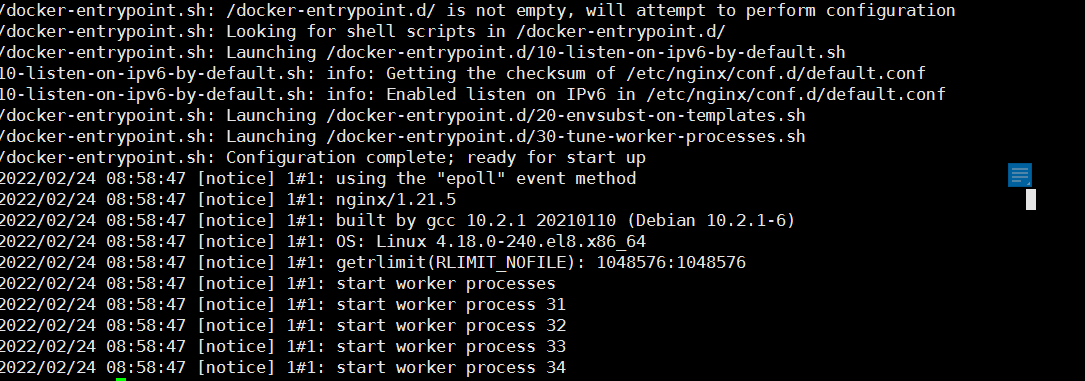 /docker-entrypoint.sh: /docker-entrypoint.d/ is not empty, will attempt to perform configuration
/docker-entrypoint.sh: Looking for shell scripts in /docker-entrypoint.d/
/docker-entrypoint.sh: Launching /docker-entrypoint.d/10-listen-on-ipv6-by-default.sh
10-listen-on-ipv6-by-default.sh: info: Getting the checksum of /etc/nginx/conf.d/default.conf
10-listen-on-ipv6-by-default.sh: info: Enabled listen on IPv6 in /etc/nginx/conf.d/default.conf
/docker-entrypoint.sh: Launching /docker-entrypoint.d/20-envsubst-on-templates.sh
/docker-entrypoint.sh: Launching /docker-entrypoint.d/30-tune-worker-processes.sh
/docker-entrypoint.sh: Configuration complete; ready for start up
2022/02/24 08:58:47 [notice] 1#1: using the "epoll" event method
2022/02/24 08:58:47 [notice] 1#1: nginx/1.21.5
2022/02/24 08:58:47 [notice] 1#1: built by gcc 10.2.1 20210110 (Debian 10.2.1-6)
2022/02/24 08:58:47 [notice] 1#1: OS: Linux 4.18.0-240.el8.x86_64
2022/02/24 08:58:47 [notice] 1#1: getrlimit(RLIMIT_NOFILE): 1048576:1048576
2022/02/24 08:58:47 [notice] 1#1: start worker processes
2022/02/24 08:58:47 [notice] 1#1: start worker process 31
2022/02/24 08:58:47 [notice] 1#1: start worker process 32
2022/02/24 08:58:47 [notice] 1#1: start worker process 33
2022/02/24 08:58:47 [notice] 1#1: start worker process 34